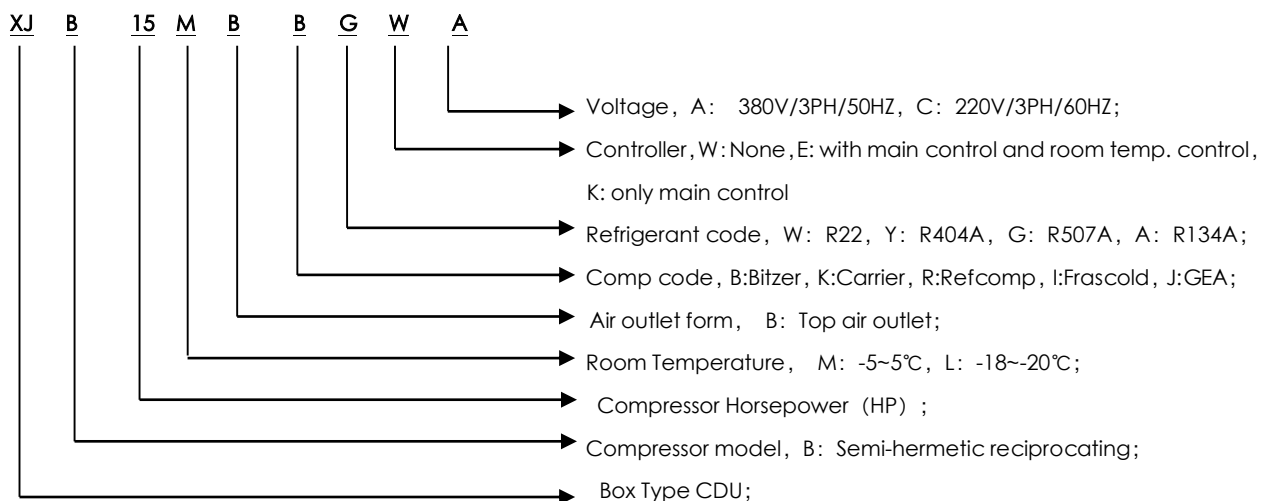 XJ B 15 M B B G W A
Voltage，A： 380V/3PH/50HZ，C：220V/3PH/60HZ；
Controller，W：None，E: with main control and room temp. control，
K: only main control
Refrigerant code，W：R22，Y：R404A，G：R507A，A：R134A；
Comp code，B:Bitzer，K:Carrier，R:Refcomp，I:Frascold，J:GEA；
Air outlet form， B：Top air outlet；
Room Temperature， M：-5~5℃，L：-18~-20℃；
Compressor Horsepower（HP）；
Compressor model，B：Semi-hermetic reciprocating；
Box Type CDU；